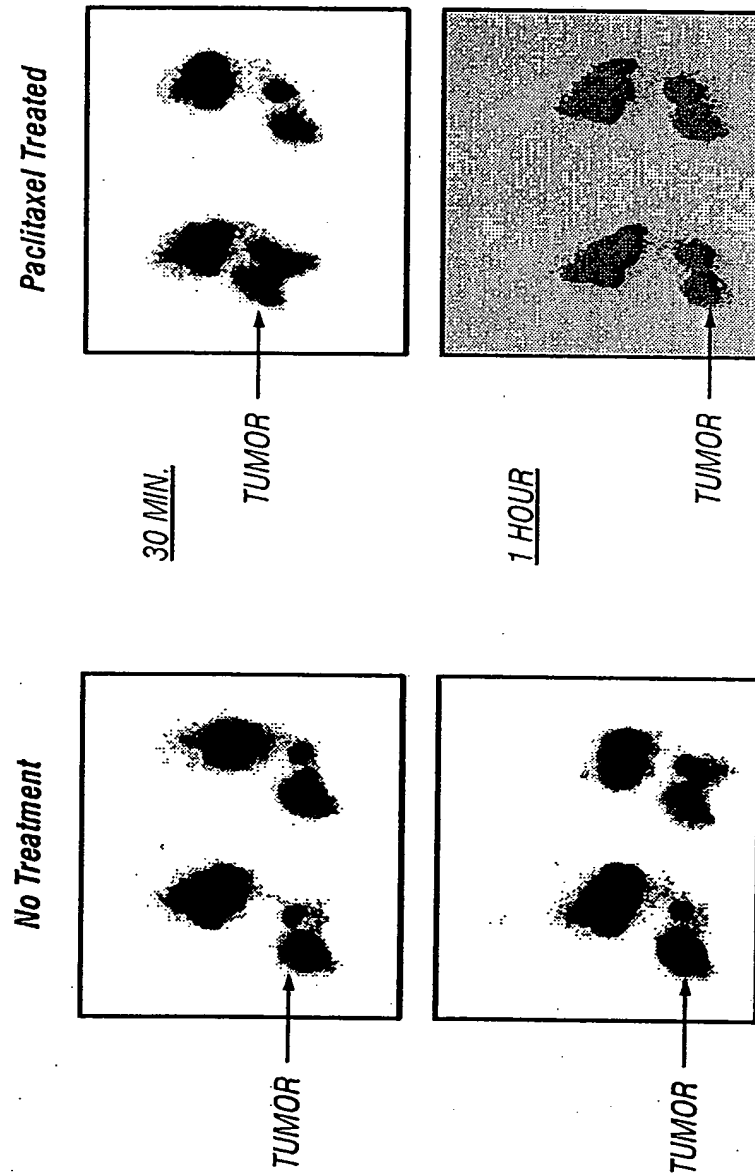 No Treatment
Paclitaxel Treated
30 MIN.
TUMOR
TUMOR
1 HOUR
TUMOR
TUMOR